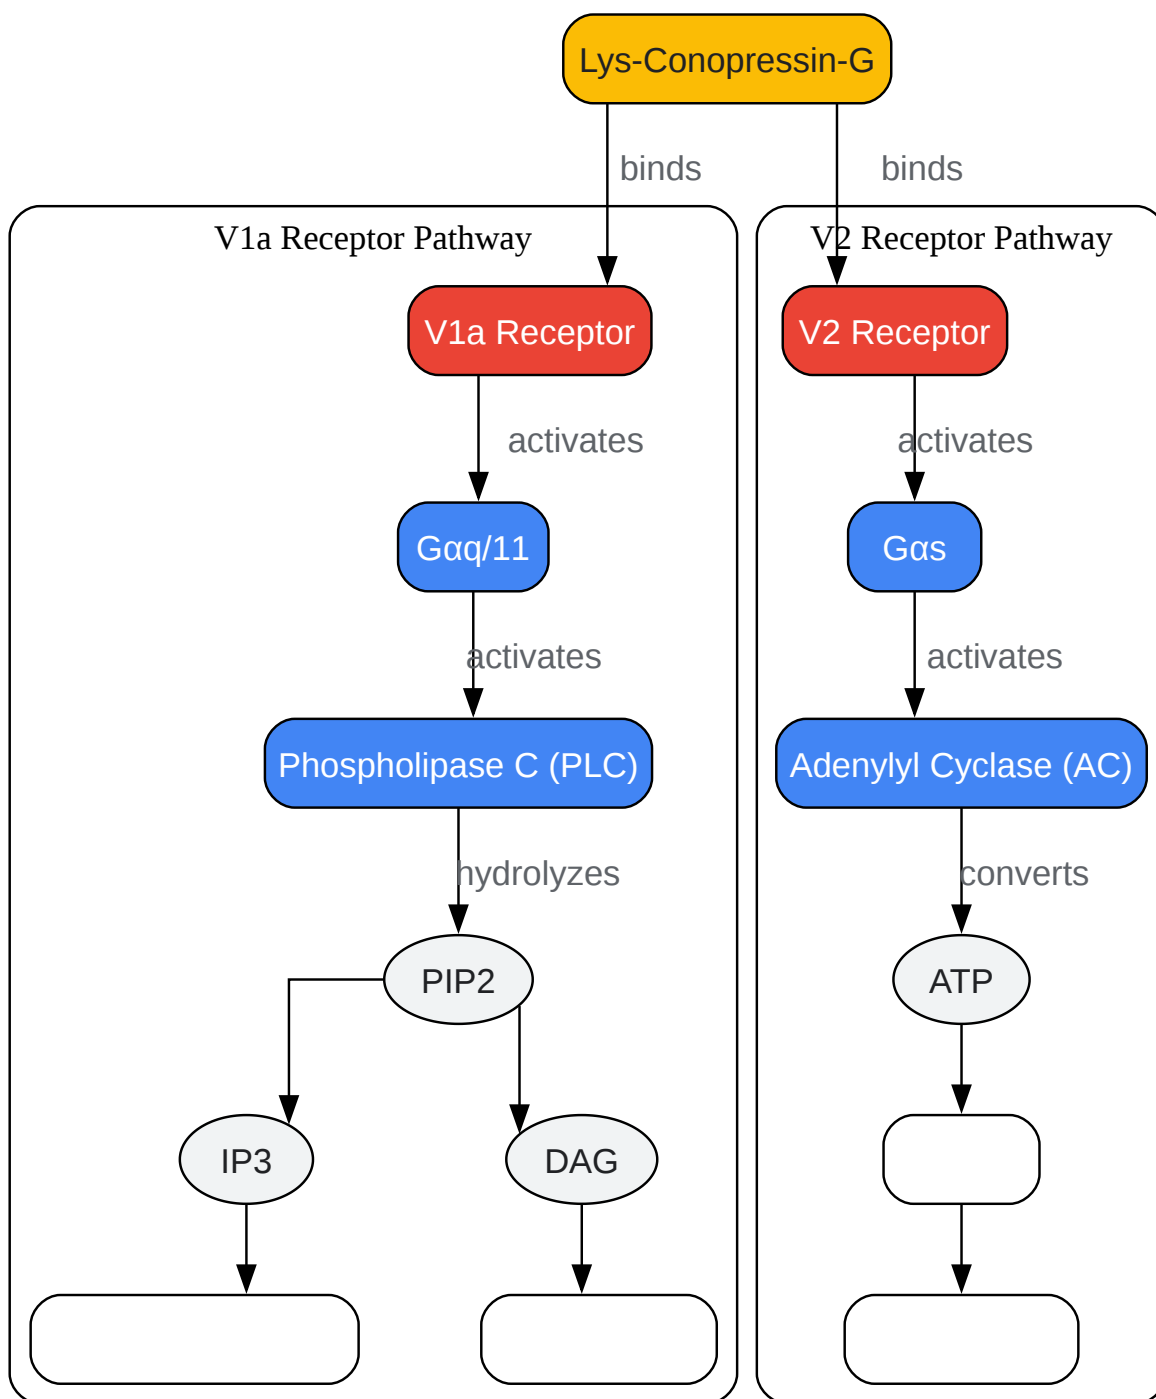 Lys-Conopressin-G
binds
binds
V1a Receptor Pathway
V2 Receptor Pathway
V1a Receptor
V2 Receptor
activates
activates
Gαq/11
Gαs
activates
activates
Phospholipase C (PLC)
Adenylyl Cyclase (AC)
hydrolyzes
converts
PIP2
ATP
IP3
DAG